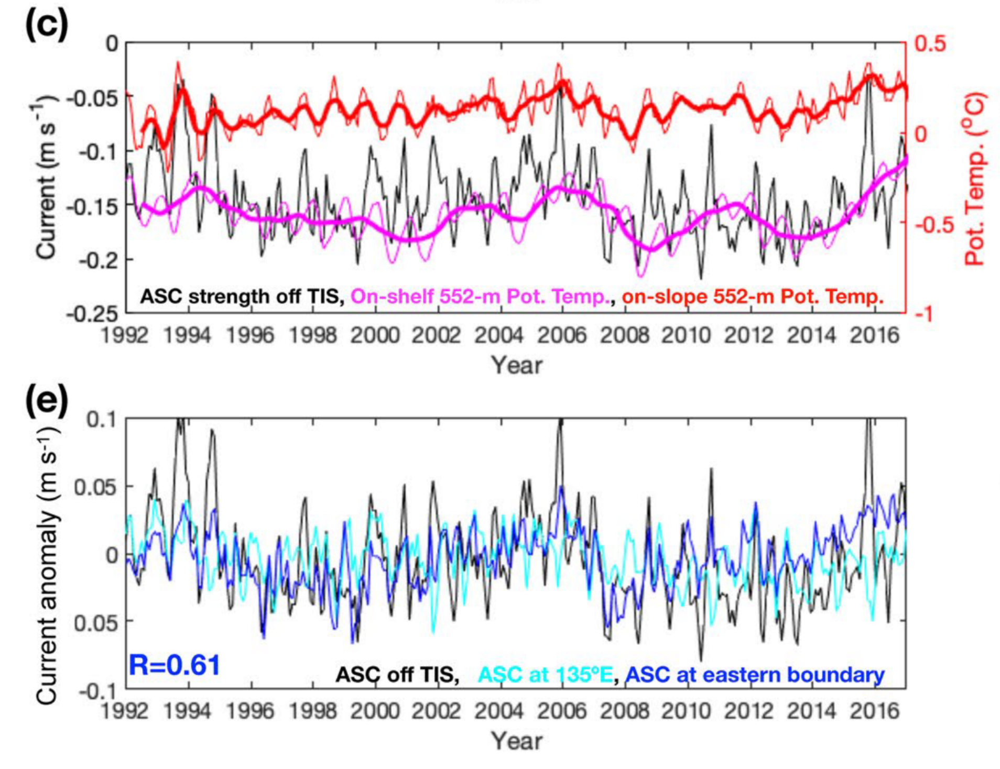 (c)
0
-0.05
-0.1
-0.15
-0.2
-0.25
Current (m s-1)
0.5
0
-0.5
-1
Pot. Temp. (oC)
ASC strength off TIS, On-shelf 552-m Pot. Temp., on-slope 552-m Pot. Temp.
1992 1994 1996 1998 2000 2002 2004 2006 2008 2010 2012 2014 2016
Year
(e)
0.1
0.05
0
0.05
-0.1
Current anomaly (m s-1)
R=0.61
ASC off TIS, ASC at 135ºE, ASC at eastern boundary
1992 1994 1996 1998 2000 2002 2004 2006 2008 2010 2012 2014 2016
Year